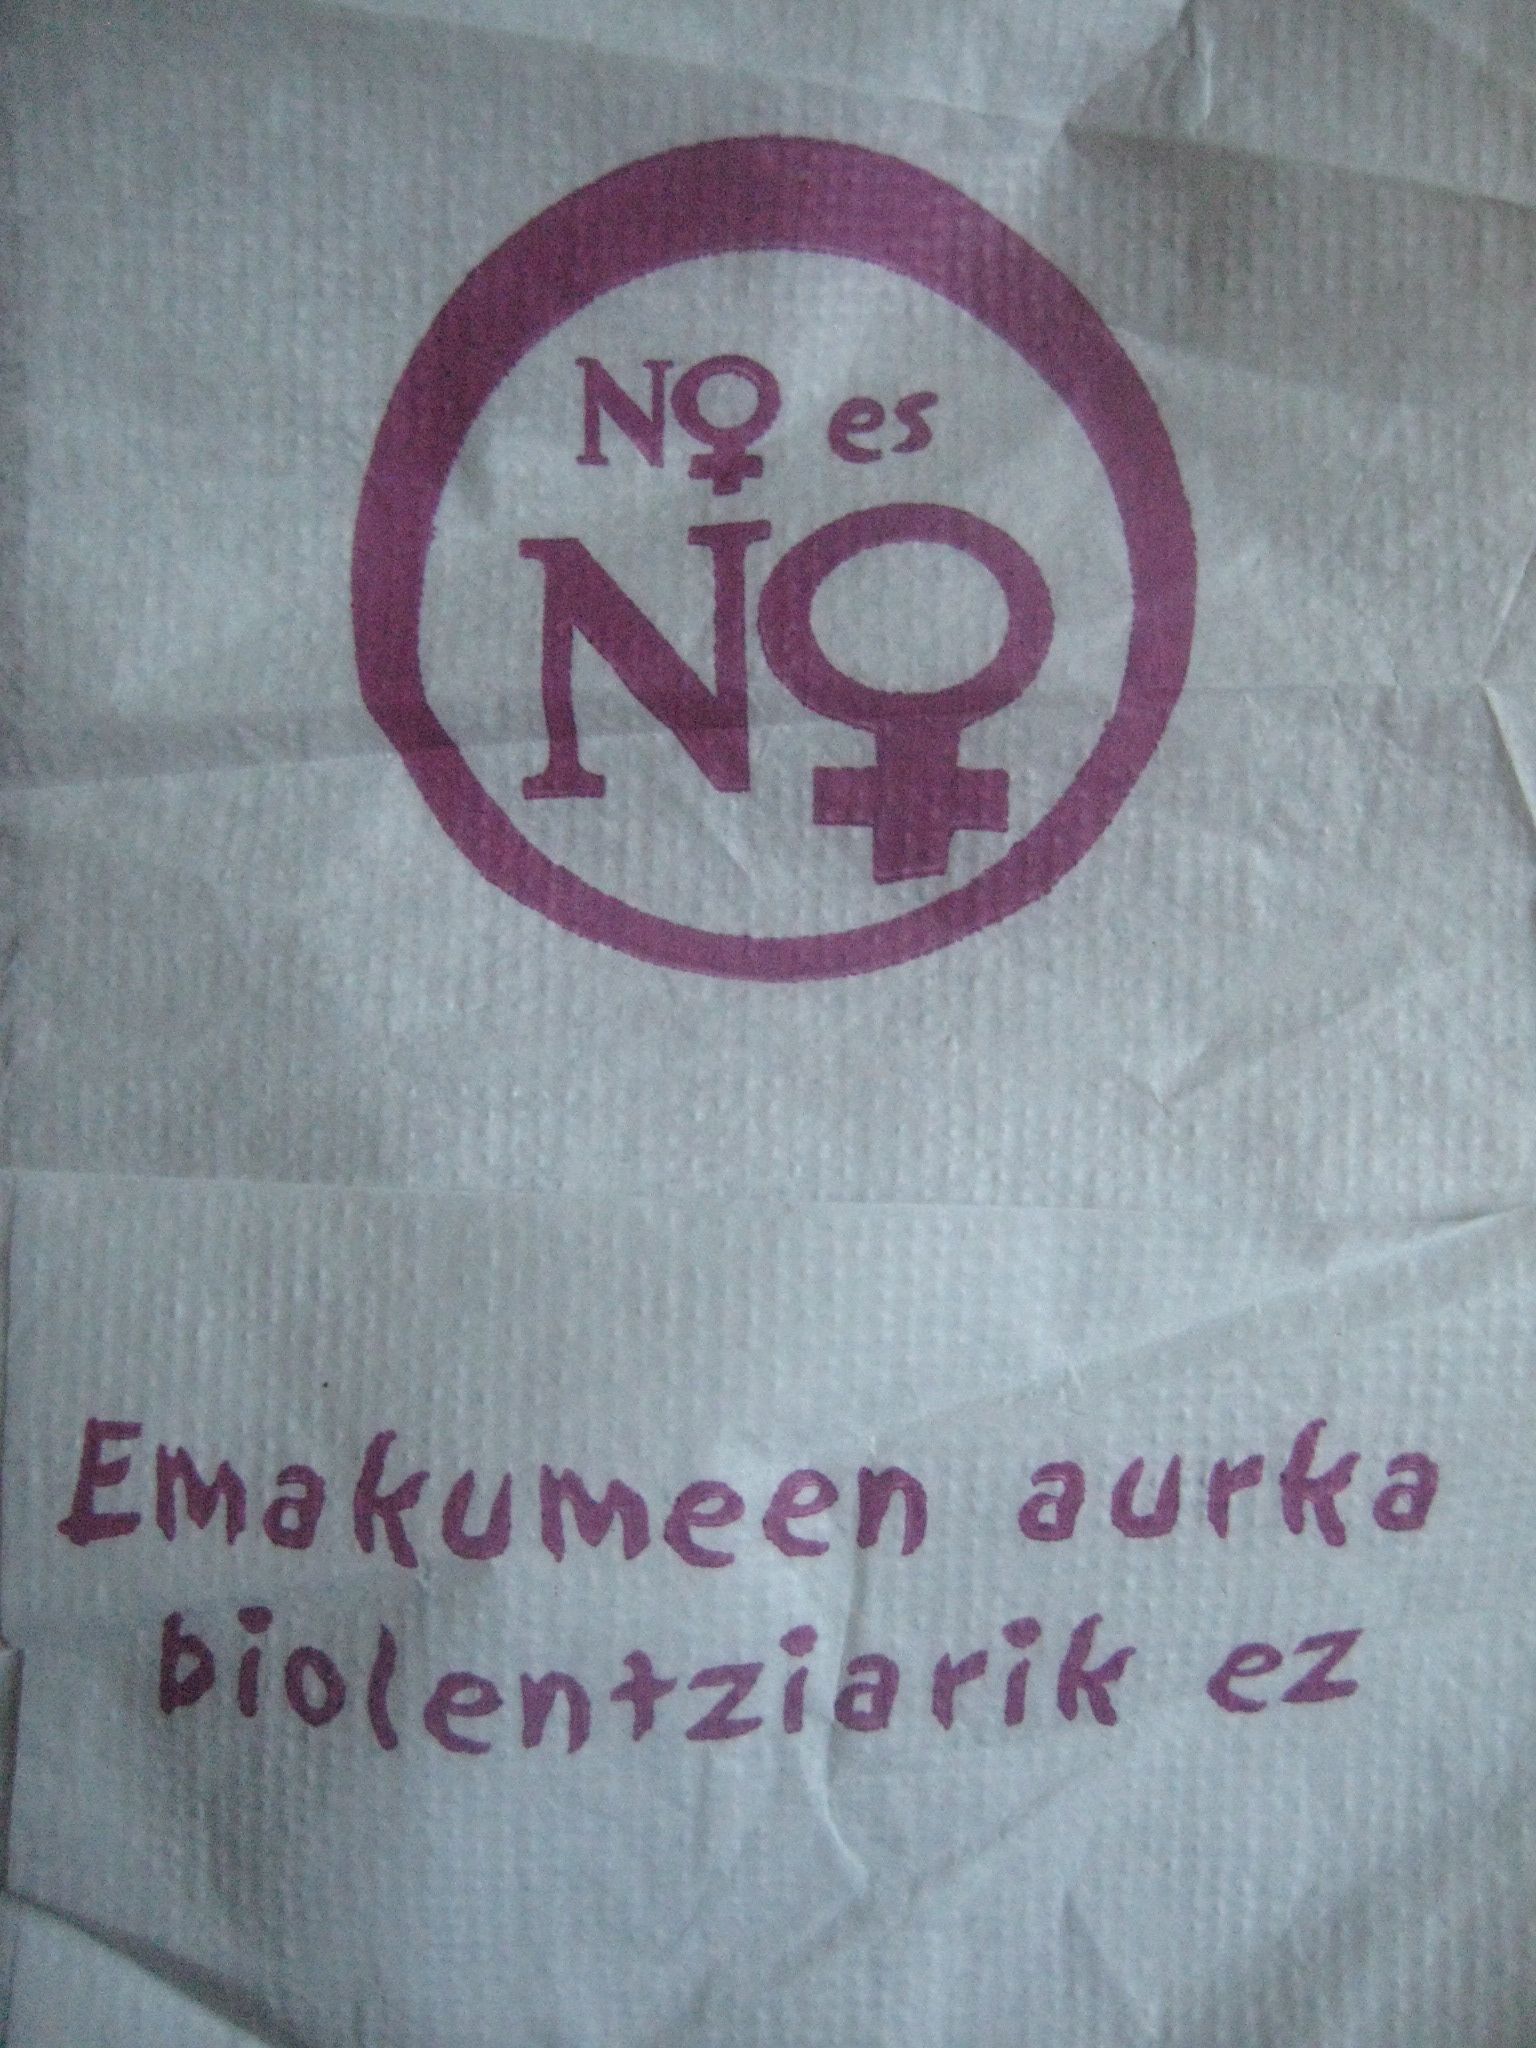 NO es
NO
Emakumeen aurka
biolentziarik ez